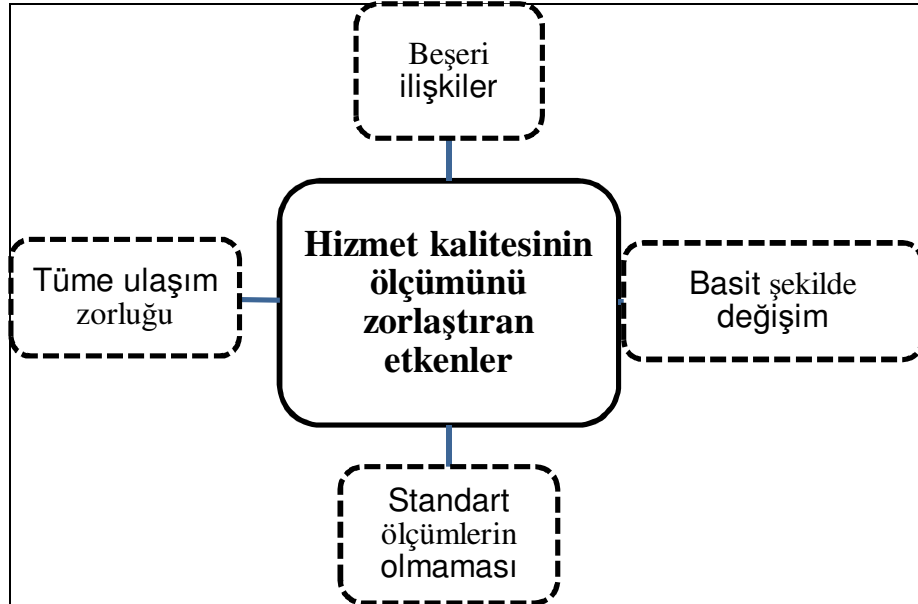 Beşeri
ilişkiler
Hizmet kalitesinin
ölçümünü
zorlaştıran
etkenler
Tüme ulaşım
zorluğu
Basit şekilde
değişim
Standart
ölçümlerin
olmaması